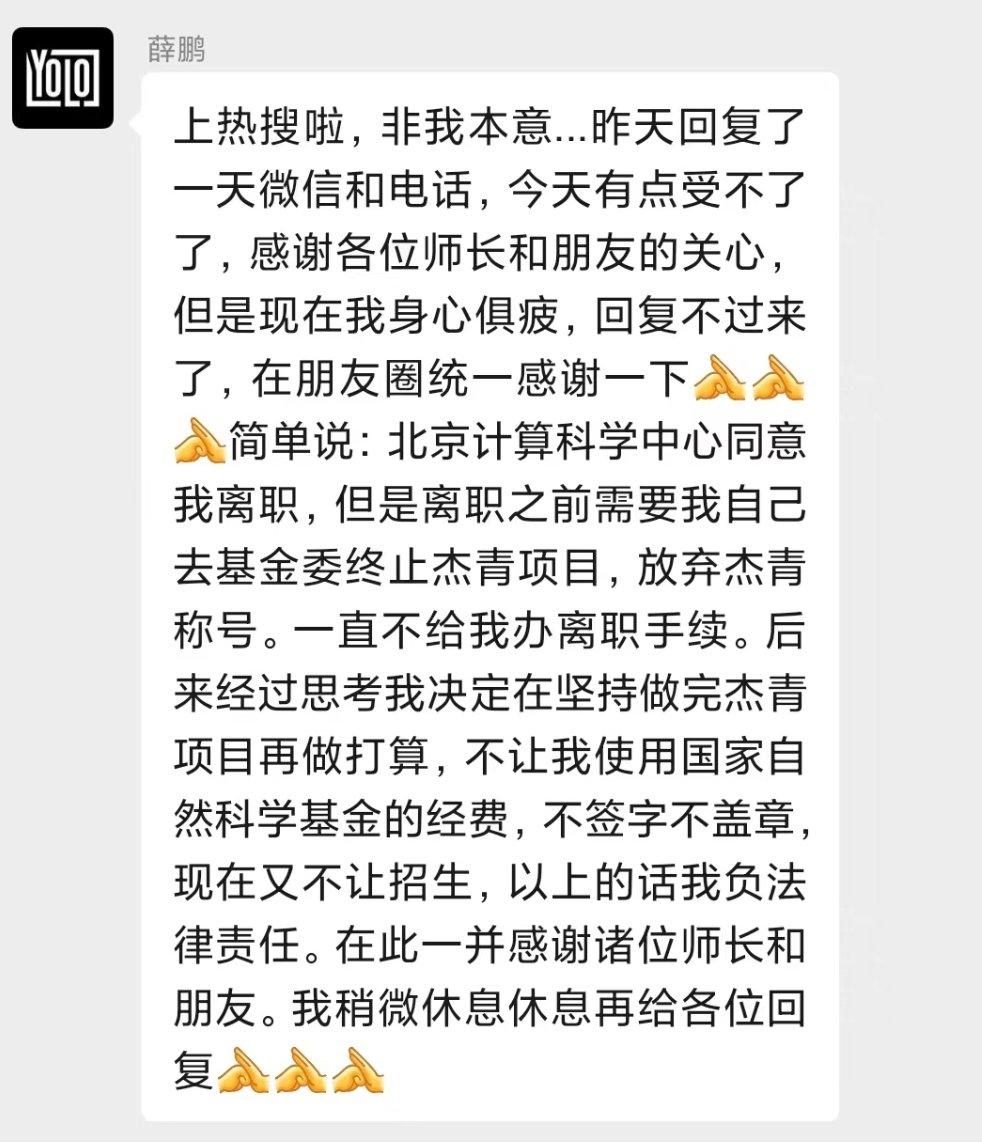 YOLO
薛鹏
上热搜啦，非我本意...昨天回复了
一天微信和电话，今天有点受不了
了，感谢各位师长和朋友的关心，
但是现在我身心俱疲，回复不过来
了，在朋友圈统一感谢一下
简单说：北京计算科学中心同意
我离职，但是离职之前需要我自己
去基金委终止杰青项目，放弃杰青
称号。一直不给我办离职手续。后
来经过思考我决定在坚持做完杰青
项目再做打算，不让我使用国家自
然科学基金的经费，不签字不盖章，
现在又不让招生，以上的话我负法
律责任。在此一并感谢诸位师长和
朋友。我稍微休息休息再给各位回
复